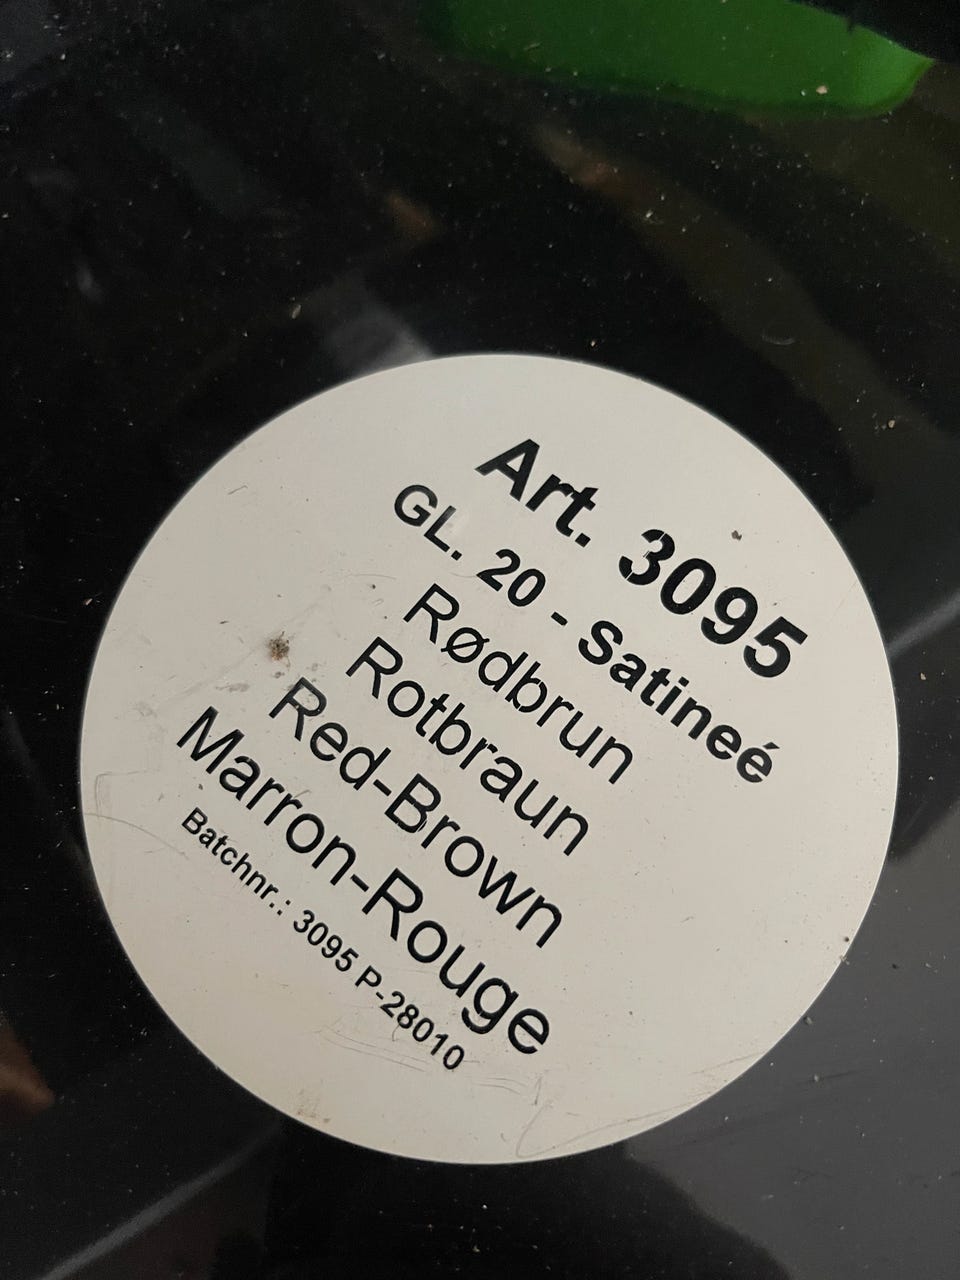 Art. 3095
GL. 20 - Satineé
Rødbrun
Rotbraun
Red-Brown
Marron-Rouge
Batchnr.: 3095 P-28010